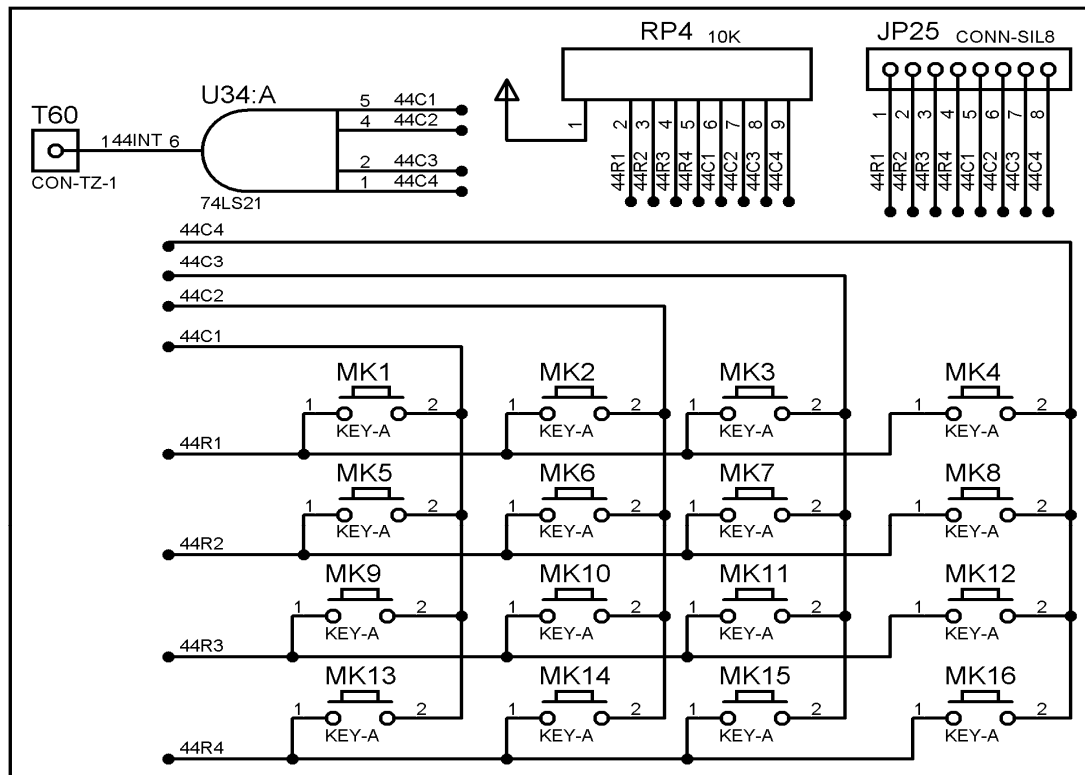 RP4 10K
JP25 CONN-SIL8
U34:A
T60
1 44INT 6
CON-TZ-1
74LS21
5 44C1
4 44C2
2 44C3
1 44C4
1 2 3 4 5 6 7 8 9
44R1 44R2 44R3 44R4 44C1 44C2 44C3 44C4
1 2 3 4 5 6 7 8
44R1 44R2 44R3 44R4 44C1 44C2 44C3 44C4
44C4
44C3
44C2
44C1
MK1 MK2 MK3 MK4
1 2 1 2 1 2 1 2
KEY-A KEY-A KEY-A KEY-A
44R1
MK5 MK6 MK7 MK8
1 2 1 2 1 2 1 2
KEY-A KEY-A KEY-A KEY-A
44R2
MK9 MK10 MK11 MK12
1 2 1 2 1 2 1 2
KEY-A KEY-A KEY-A KEY-A
44R3
MK13 MK14 MK15 MK16
1 2 1 2 1 2 1 2
KEY-A KEY-A KEY-A KEY-A
44R4